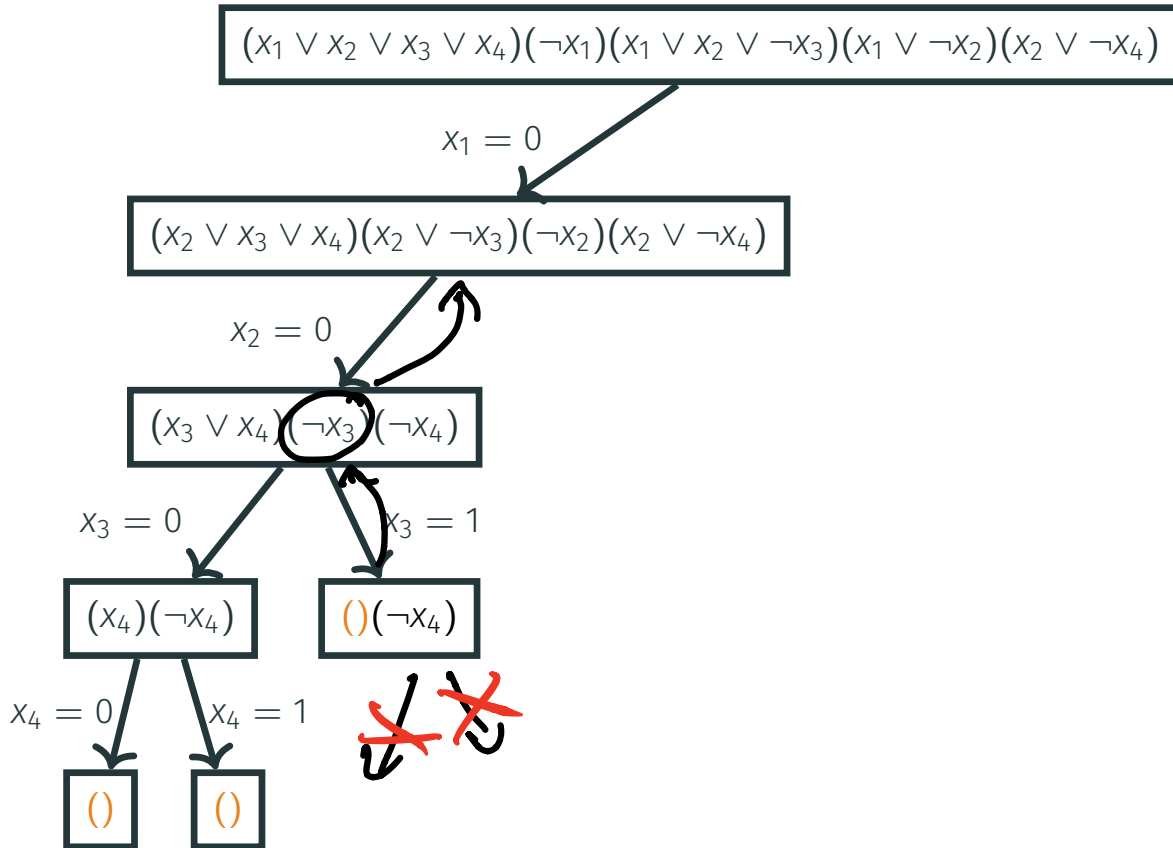 (x₁ ∨ x₂ ∨ x₃ ∨ x₄)(¬x₁)(x₁ ∨ x₂ ∨ ¬x₃)(x₁ ∨ ¬x₂)(x₂ ∨ ¬x₄)
x₁ = 0
(x₂ ∨ x₃ ∨ x₄)(x₂ ∨ ¬x₃)(¬x₂)(x₂ ∨ ¬x₄)
x₂ = 0
(x₃ ∨ x₄)(¬x₃)(¬x₄)
x₃ = 0 x₃ = 1
(x₄)(¬x₄) ()(¬x₄)
x₄ = 0 x₄ = 1
() ()